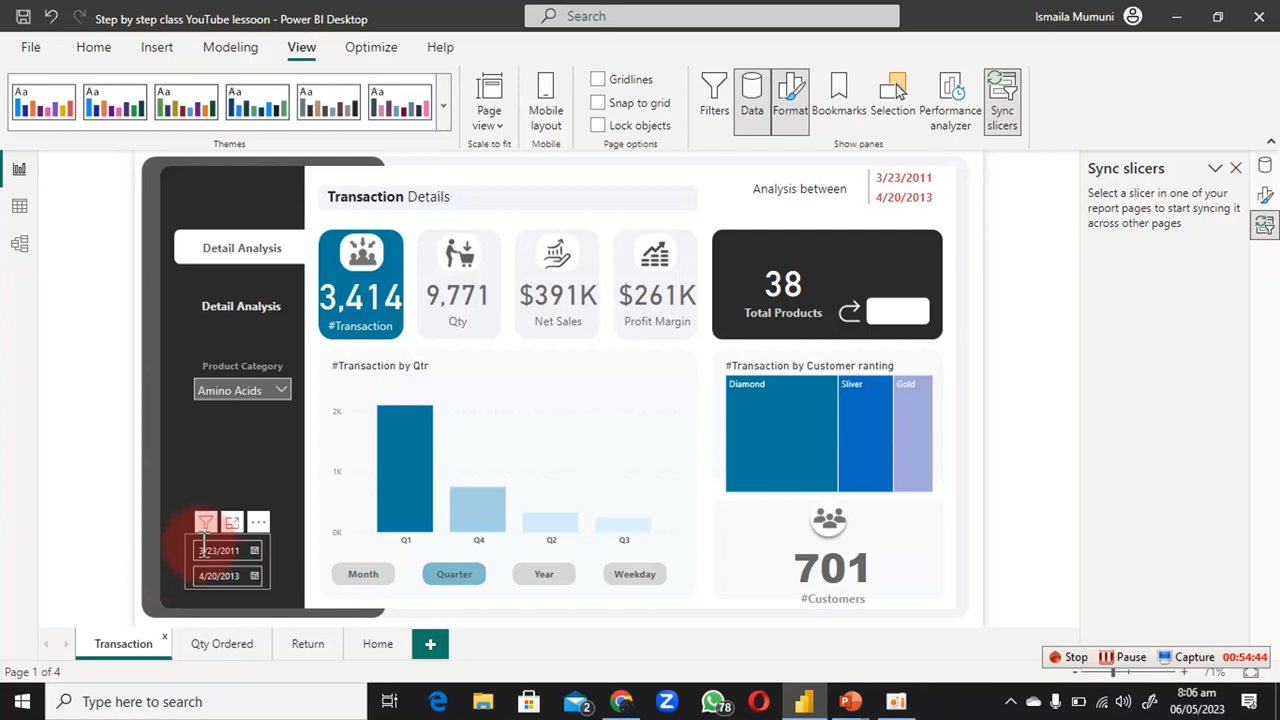 Step by step class YouTube lessoon - Power BI Desktop
Search
Ismaila Mumuni
File
Home
Insert
Modeling
View
Optimize
Help
Aa
Aa
Aa
Aa
Aa
Aa
Page view
Mobile layout
Gridlines
Snap to grid
Lock objects
Filters
Data
Format
Bookmarks
Selection
Performance analyzer
Sync slicers
Themes
Scale to fit
Mobile
Page options
Show panes
Transaction Details
Analysis between
3/23/2011
4/20/2013
Detail Analysis
Detail Analysis
Product Category
Amino Acids
3/23/2011
4/20/2013
3,414
#Transaction
9,771
Qty
$391K
Net Sales
$261K
Profit Margin
38
Total Products
#Transaction by Qtr
2K
1K
0K
Q1
Q4
Q2
Q3
Month
Quarter
Year
Weekday
#Transaction by Customer ranting
Diamond
Sliver
Gold
701
#Customers
Sync slicers
Select a slicer in one of your
report pages to start syncing it
across other pages
Transaction
x
Qty Ordered
Return
Home
Page 1 of 4
Stop
Pause
Capture
00:54:44
71%
Type here to search
2
78
8:06 am
06/05/2023